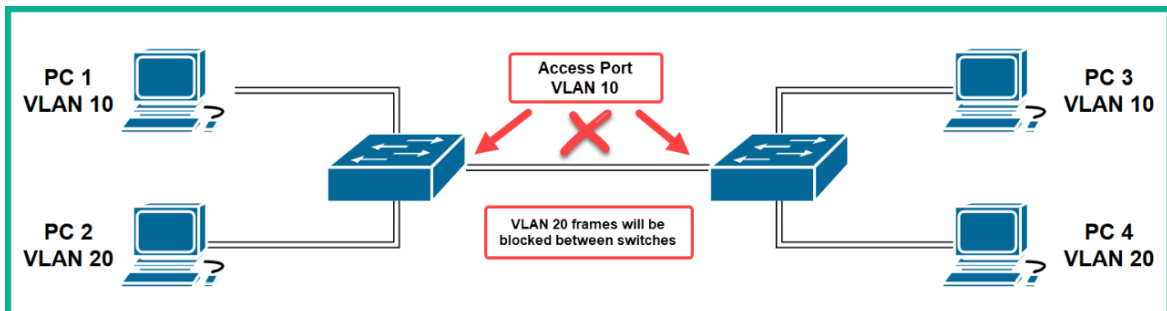 PC 1
VLAN 10
Access Port
VLAN 10
PC 3
VLAN 10
PC 2
VLAN 20
VLAN 20 frames will be
blocked between switches
PC 4
VLAN 20